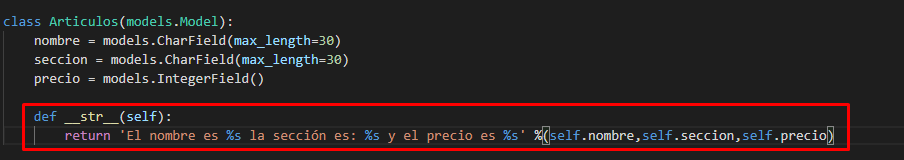 class Articulos(models.Model):
    nombre = models.CharField(max_length=30)
    seccion = models.CharField(max_length=30)
    precio = models.IntegerField()
    def __str__(self):
        return 'El nombre es %s la sección es: %s y el precio es %s' %(self.nombre,self.seccion,self.precio)